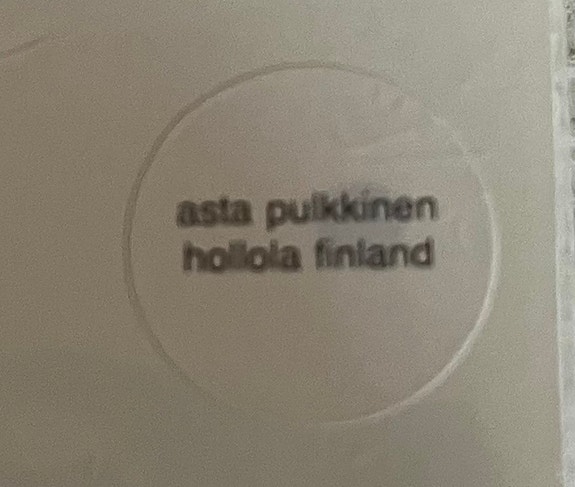 asta pulkkinen
hollola finland